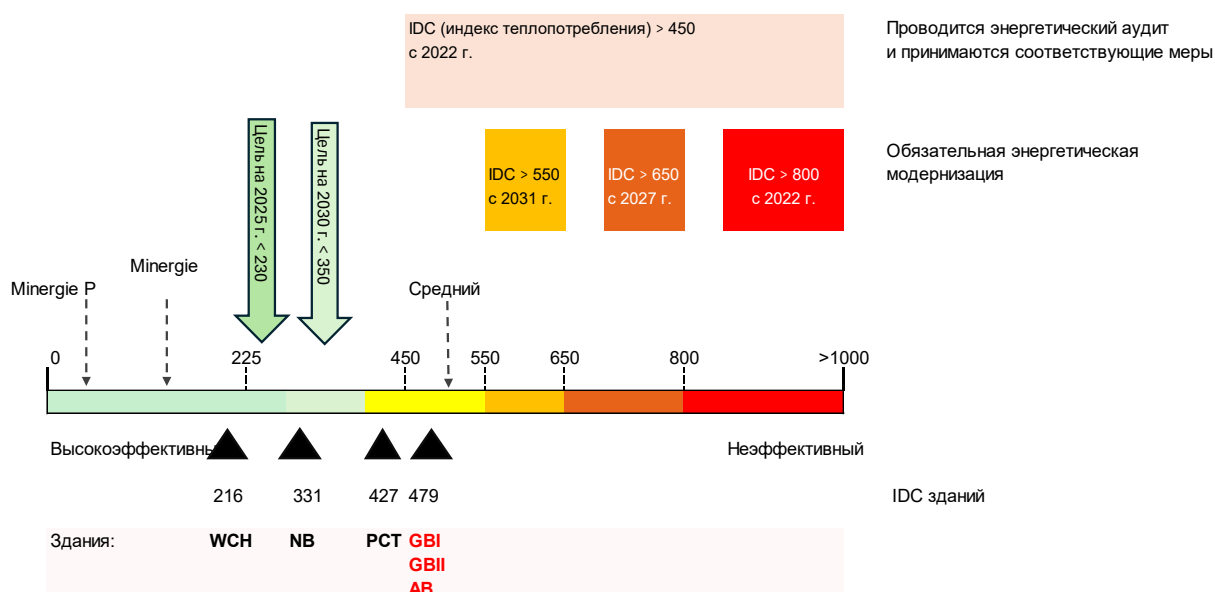 IDC (индекс теплопотребления) > 450
с 2022 г.
Проводится энергетический аудит
и принимаются соответствующие меры
Цель на 2025 г. < 230
Цель на 2030 г. < 350
IDC > 550
с 2031 г.
IDC > 650
с 2027 г.
IDC > 800
с 2022 г.
Обязательная энергетическая
модернизация
Minergie P
Minergie
Средний
0 225 450 550 650 800 >1000
Высокоэффективны
Неэффективный
216 331 427 479
IDC зданий
Здания: WCH NB PCT GBI
GBII
AB